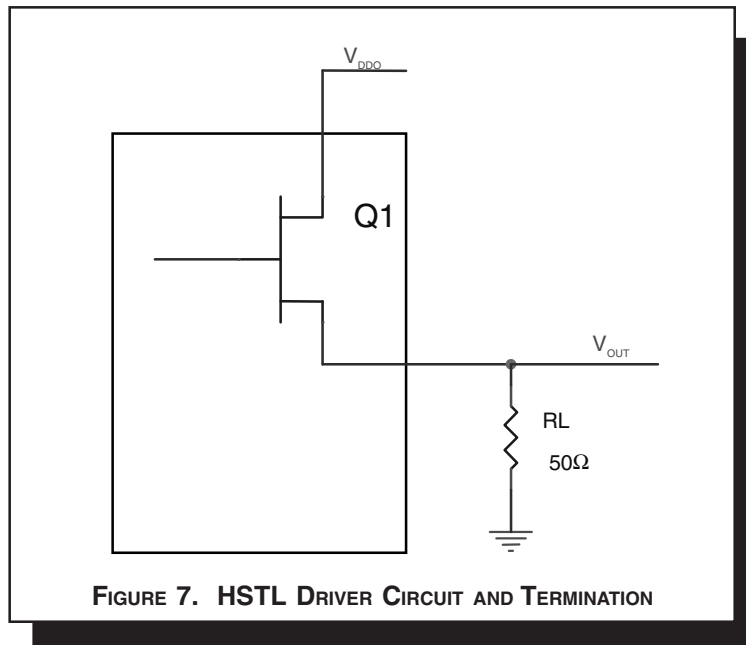 VDDO
Q1
VOUT
RL
50Ω
FIGURE 7. HSTL DRIVER CIRCUIT AND TERMINATION